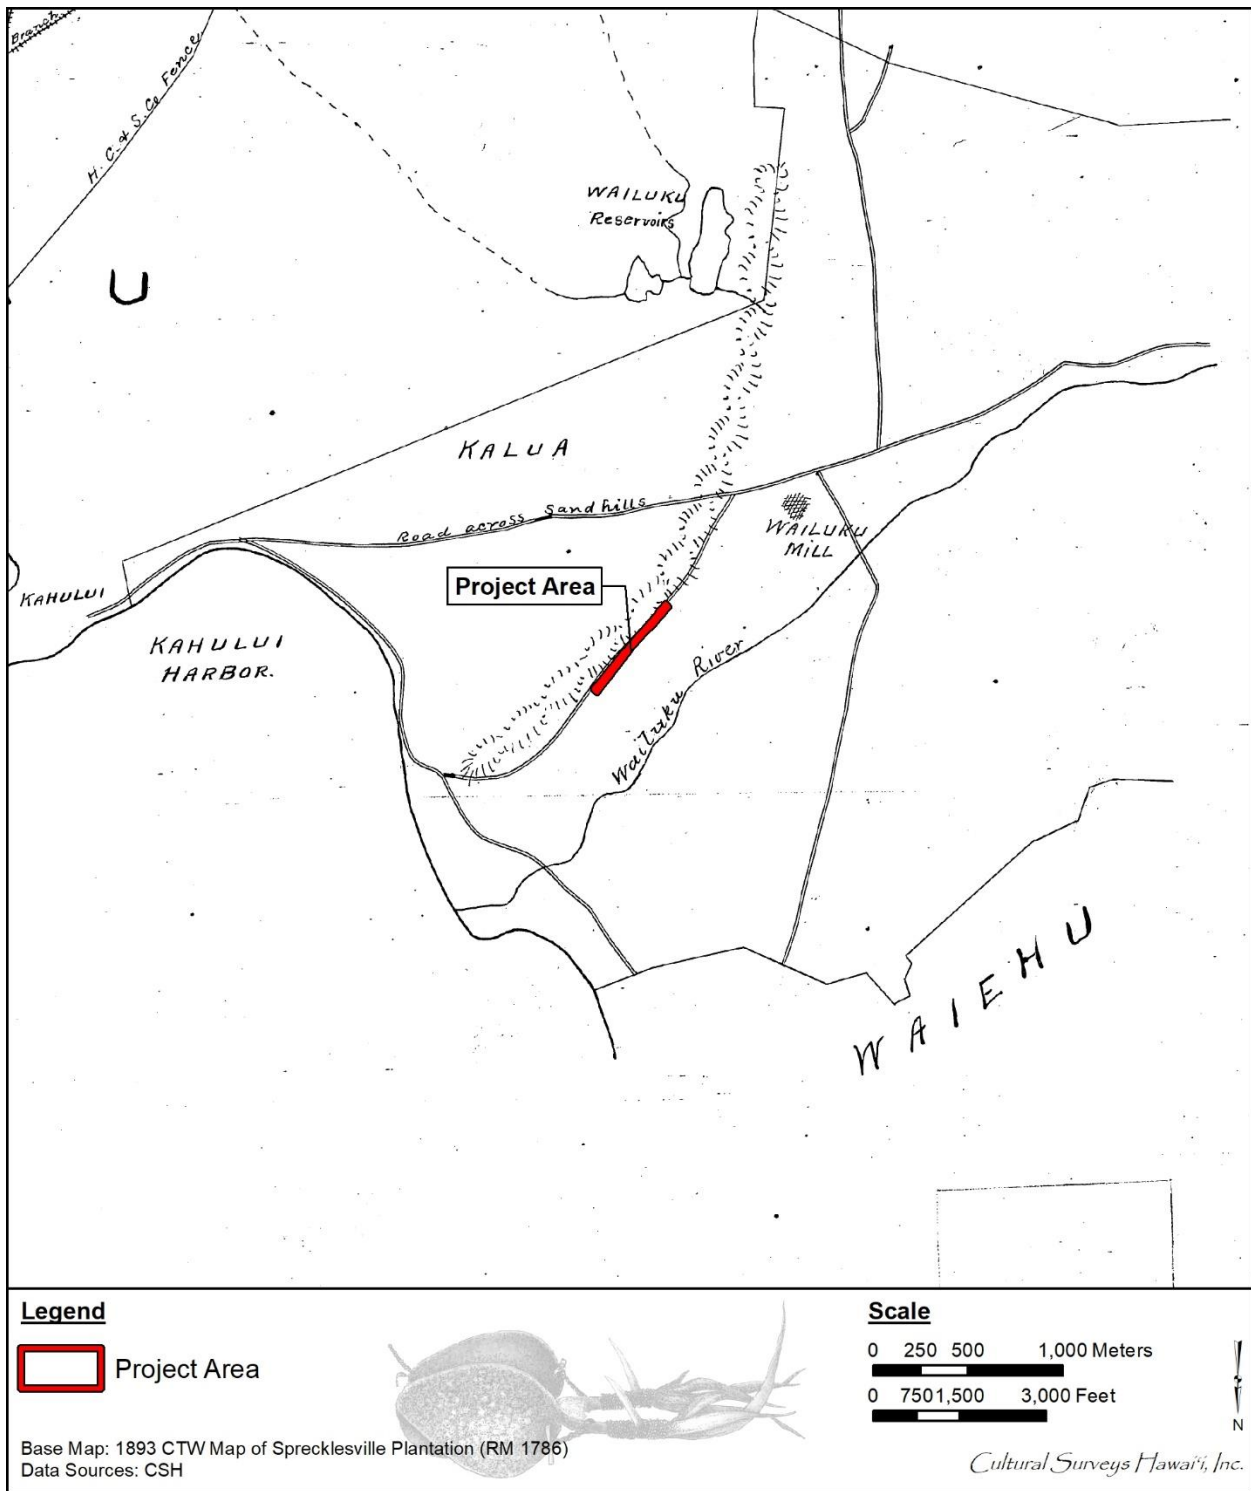 Branch
H. C. & S. Co Fence
WAILUKU
Reservoirs
U
KALUA
Road across Sandhills
WAILUKU
MILL
Project Area
KAHULUI
KAHULUI
HARBOR.
Wailuku River
WAIEHU
Legend
Project Area
Scale
0 250 500 1,000 Meters
0 750 1,500 3,000 Feet
N
Base Map: 1893 CTW Map of Sprecklesville Plantation (RM 1786)
Data Sources: CSH
Cultural Surveys Hawai‘i, Inc.